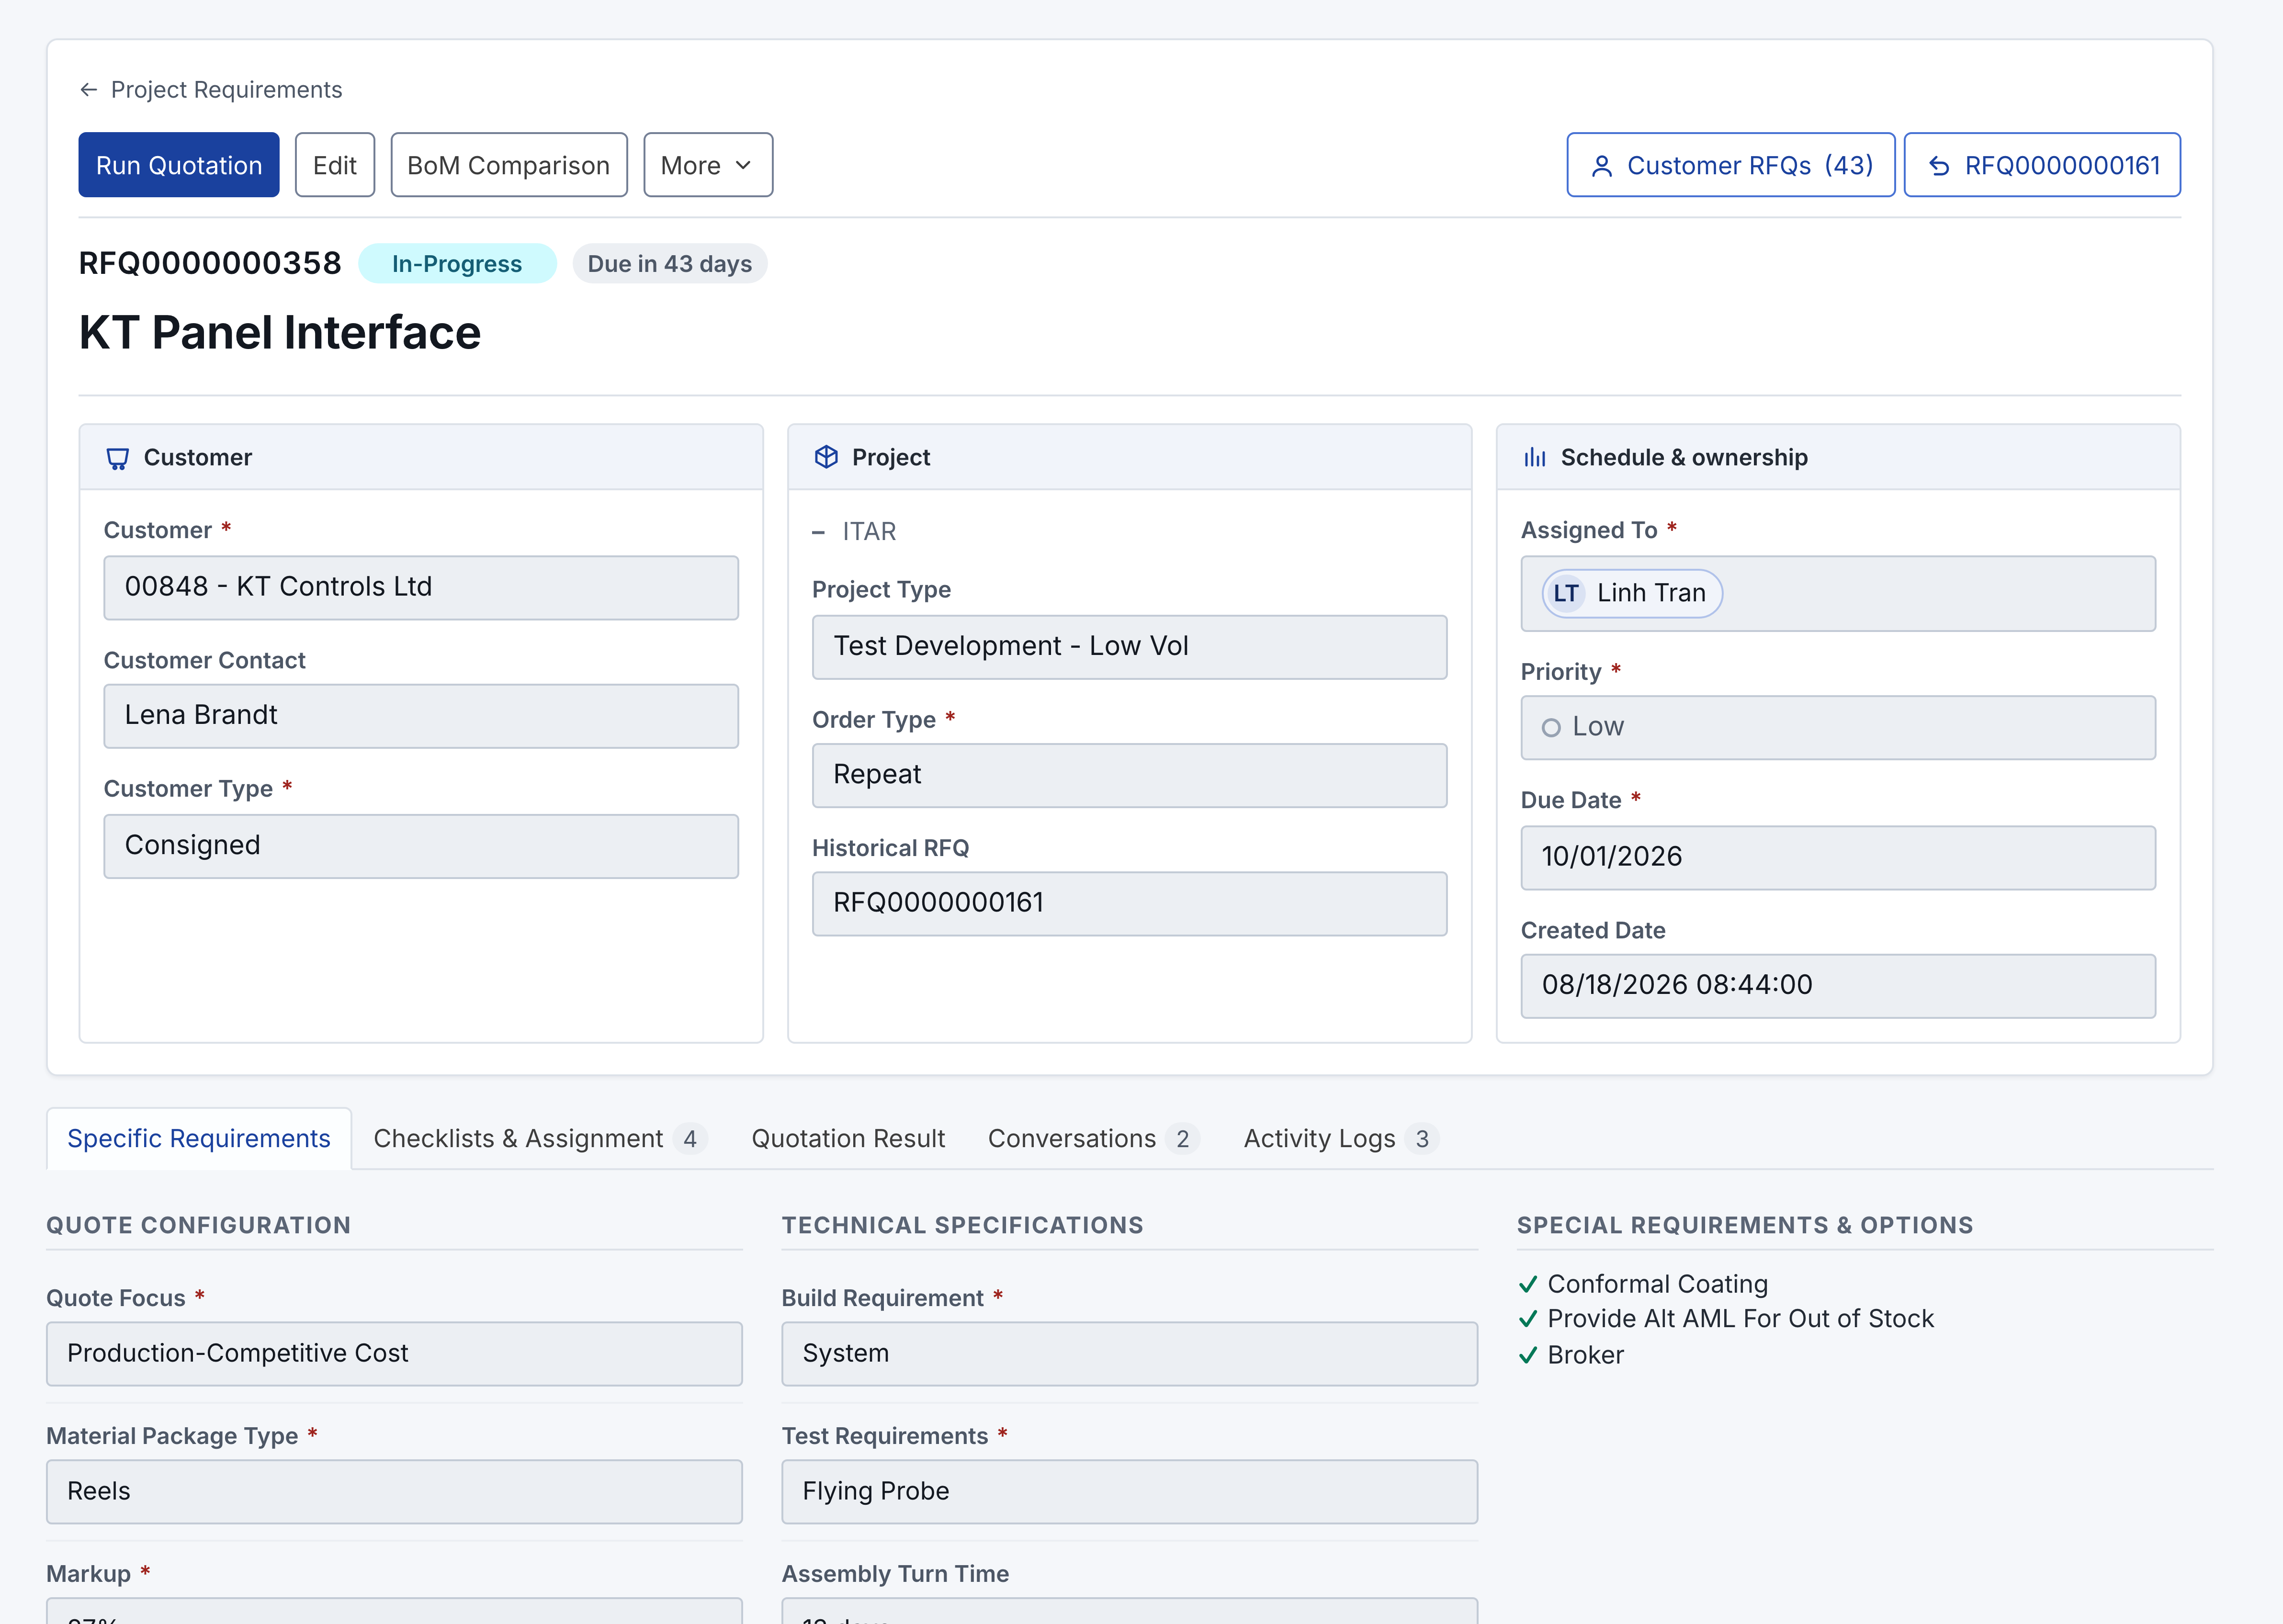 ← Project Requirements
Run Quotation Edit BoM Comparison More Customer RFQs (43) RFQ0000000161
RFQ0000000358 In-Progress Due in 43 days
KT Panel Interface
Customer
Customer *
00848 - KT Controls Ltd
Customer Contact
Lena Brandt
Customer Type *
Consigned
Project
– ITAR
Project Type
Test Development - Low Vol
Order Type *
Repeat
Historical RFQ
RFQ0000000161
Schedule & ownership
Assigned To *
LT Linh Tran
Priority *
Low
Due Date *
10/01/2026
Created Date
08/18/2026 08:44:00
Specific Requirements Checklists & Assignment 4 Quotation Result Conversations 2 Activity Logs 3
QUOTE CONFIGURATION
Quote Focus *
Production-Competitive Cost
Material Package Type *
Reels
Markup *
TECHNICAL SPECIFICATIONS
Build Requirement *
System
Test Requirements *
Flying Probe
Assembly Turn Time
SPECIAL REQUIREMENTS & OPTIONS
Conformal Coating
Provide Alt AML For Out of Stock
Broker